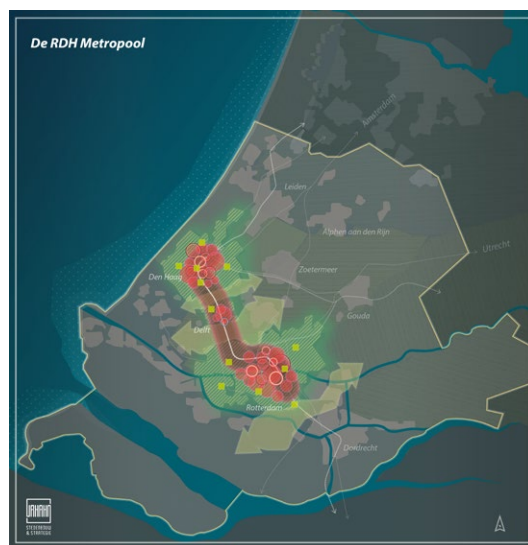 De RDH Metropool
Amsterdam
Leiden
Alphen aan den Rijn
Utrecht
Den Haag
Zoetermeer
Gouda
Delft
Rotterdam
Dordrecht
URHAHN
STEDENBOUW
& STRATEGIE